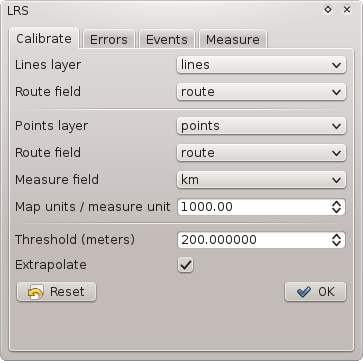 LRS
Calibrate Errors Events Measure
Lines layer lines
Route field route
Points layer points
Route field route
Measure field km
Map units / measure unit 1000.00
Threshold (meters) 200.000000
Extrapolate
Reset OK